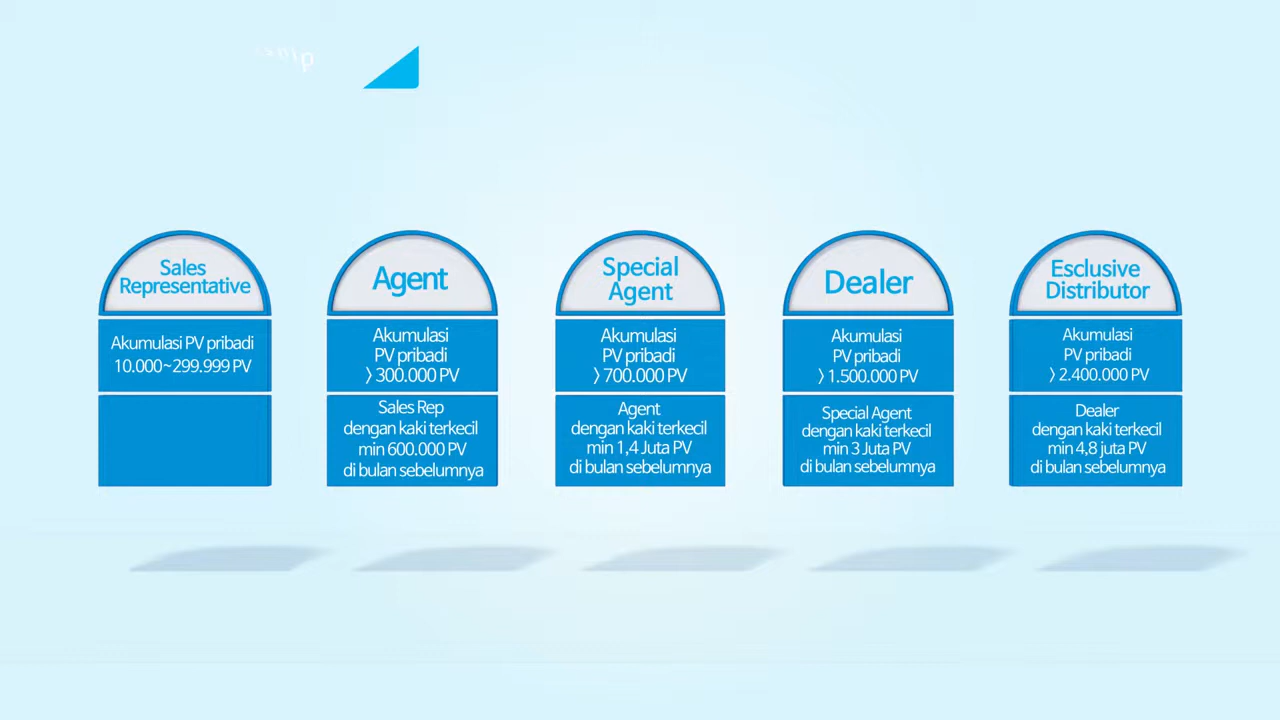 Sales
Representative
Akumulasi PV pribadi
10.000~299.999 PV
Agent
Akumulasi
PV pribadi
〉300.000 PV
Sales Rep
dengan kaki terkecil
min 600.000 PV
di bulan sebelumnya
Special
Agent
Akumulasi
PV pribadi
〉700.000 PV
Agent
dengan kaki terkecil
min 1,4 Juta PV
di bulan sebelumnya
Dealer
Akumulasi
PV pribadi
〉1.500.000 PV
Special Agent
dengan kaki terkecil
min 3 Juta PV
di bulan sebelumnya
Esclusive
Distributor
Akumulasi
PV pribadi
〉2.400.000 PV
Dealer
dengan kaki terkecil
min 4,8 juta PV
di bulan sebelumnya